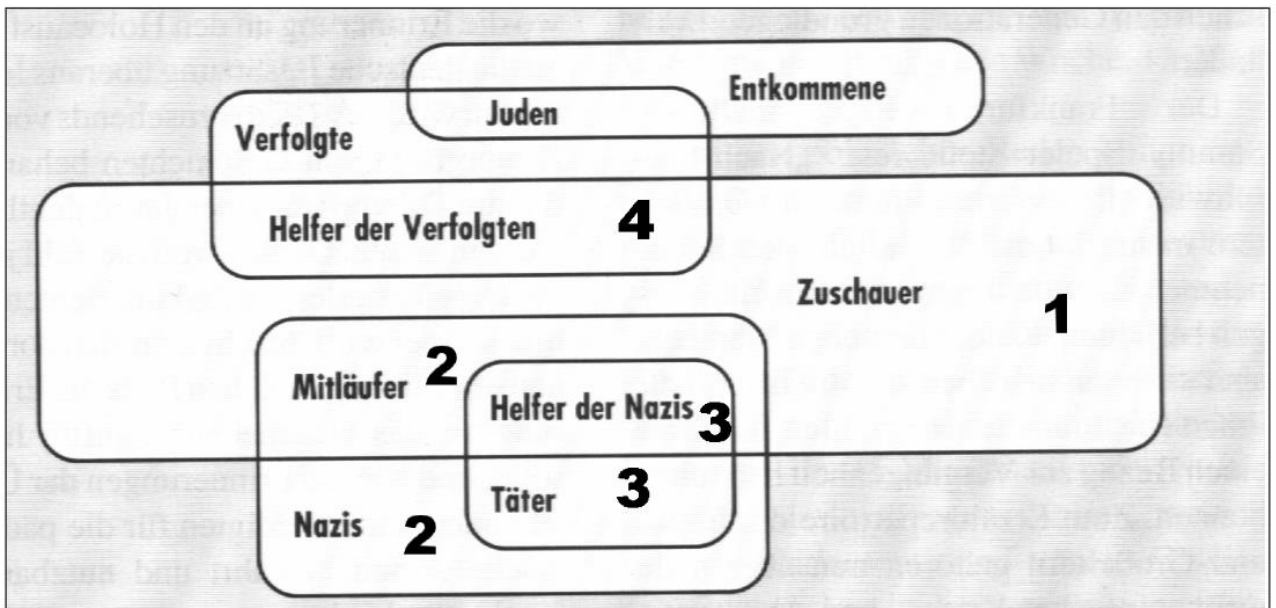 Entkommene
Juden
Verfolgte
Helfer der Verfolgten 4
Zuschauer 1
Mitläufer 2
Helfer der Nazis 3
Täter 3
Nazis 2